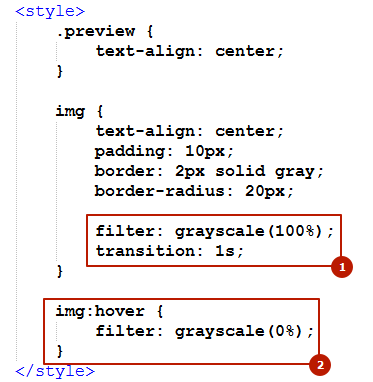 <style>
.preview {
text-align: center;
}
img {
text-align: center;
padding: 10px;
border: 2px solid gray;
border-radius: 20px;
filter: grayscale(100%);
transition: 1s;
1
}
img:hover {
filter: grayscale(0%);
}
2
</style>